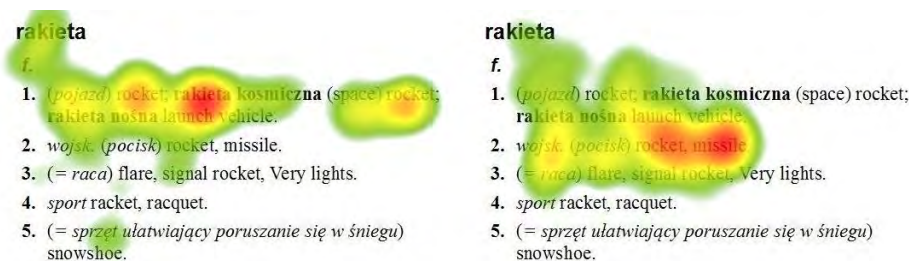 rakieta
f.
1. (pojazd) rocket; rakieta kosmiczna (space) rocket;
rakieta nośna launch vehicle.
2. wojsk. (pocisk) rocket, missile.
3. (= raca) flare, signal rocket, Very lights.
4. sport racket, racquet.
5. (= sprzęt ułatwiający poruszanie się w śniegu)
snowshoe.
rakieta
f.
1. (pojazd) rocket; rakieta kosmiczna (space) rocket;
rakieta nośna launch vehicle.
2. wojsk. (pocisk) rocket, missile
3. (= raca) flare, signal rocket, Very lights.
4. sport racket, racquet.
5. (= sprzęt ułatwiający poruszanie się w śniegu)
snowshoe.